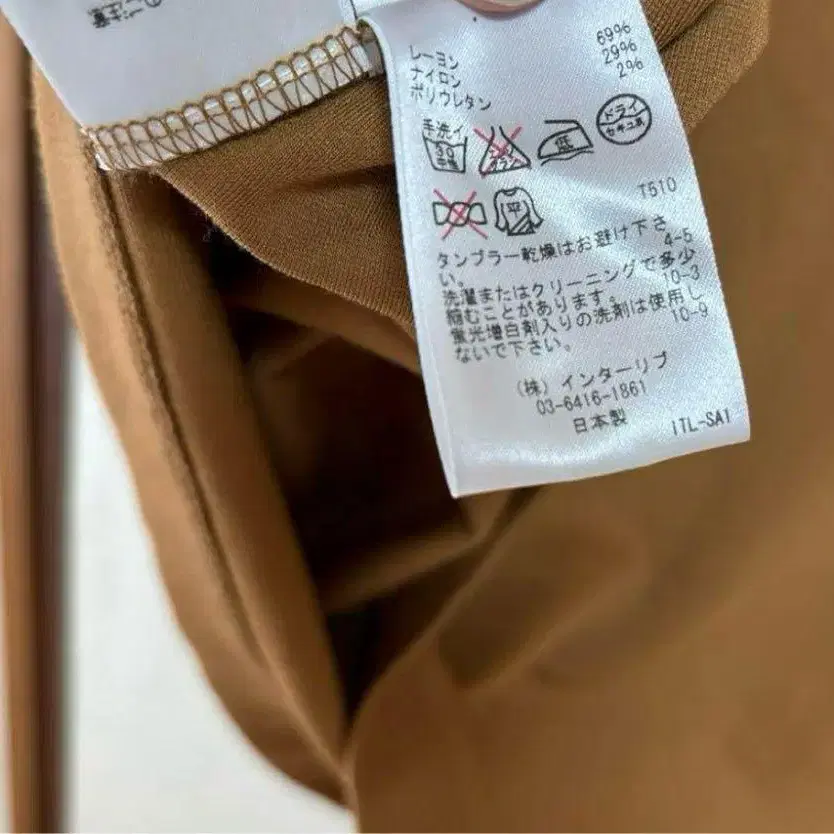 レーヨン 69%
ナイロン 29%
ポリウレタン 2%
手洗イ
30
中性
低
ドライ
セキユ系
平
T510
タンブラー乾燥はお避け下さ
い。 4-5
洗濯またはクリーニングで多少
縮むことがあります。 10-3
蛍光増白剤入りの洗剤は使用し
ないで下さい。 10-9
(株) インターリブ
03-6416-1861
日本製
ITL-SA1